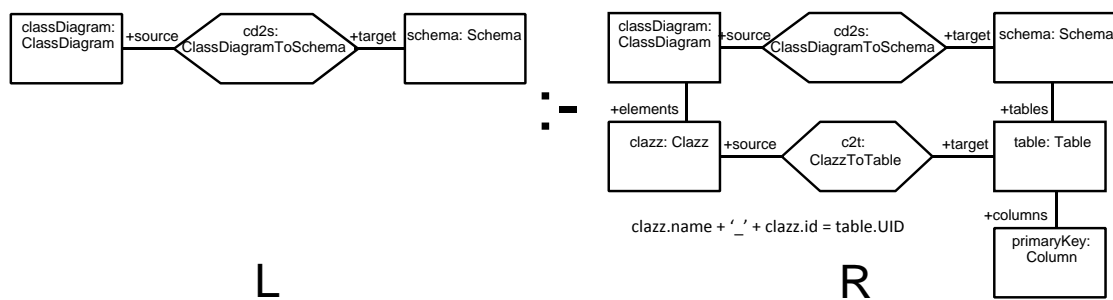 classDiagram:
ClassDiagram
+source
cd2s:
ClassDiagramToSchema
+target
schema: Schema
:-
classDiagram:
ClassDiagram
+source
cd2s:
ClassDiagramToSchema
+target
schema: Schema
+elements
+tables
clazz: Clazz
+source
c2t:
ClazzToTable
+target
table: Table
+columns
clazz.name + ‘_’ + clazz.id = table.UID
primaryKey:
Column
L
R